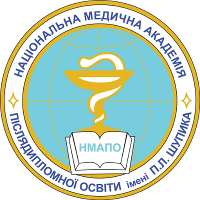 НАЦІОНАЛЬНА МЕДИЧНА АКАДЕМІЯ
ПІСЛЯДИПЛОМНОЇ ОСВІТИ імені П.Л. ШУПИКА
НМАПО